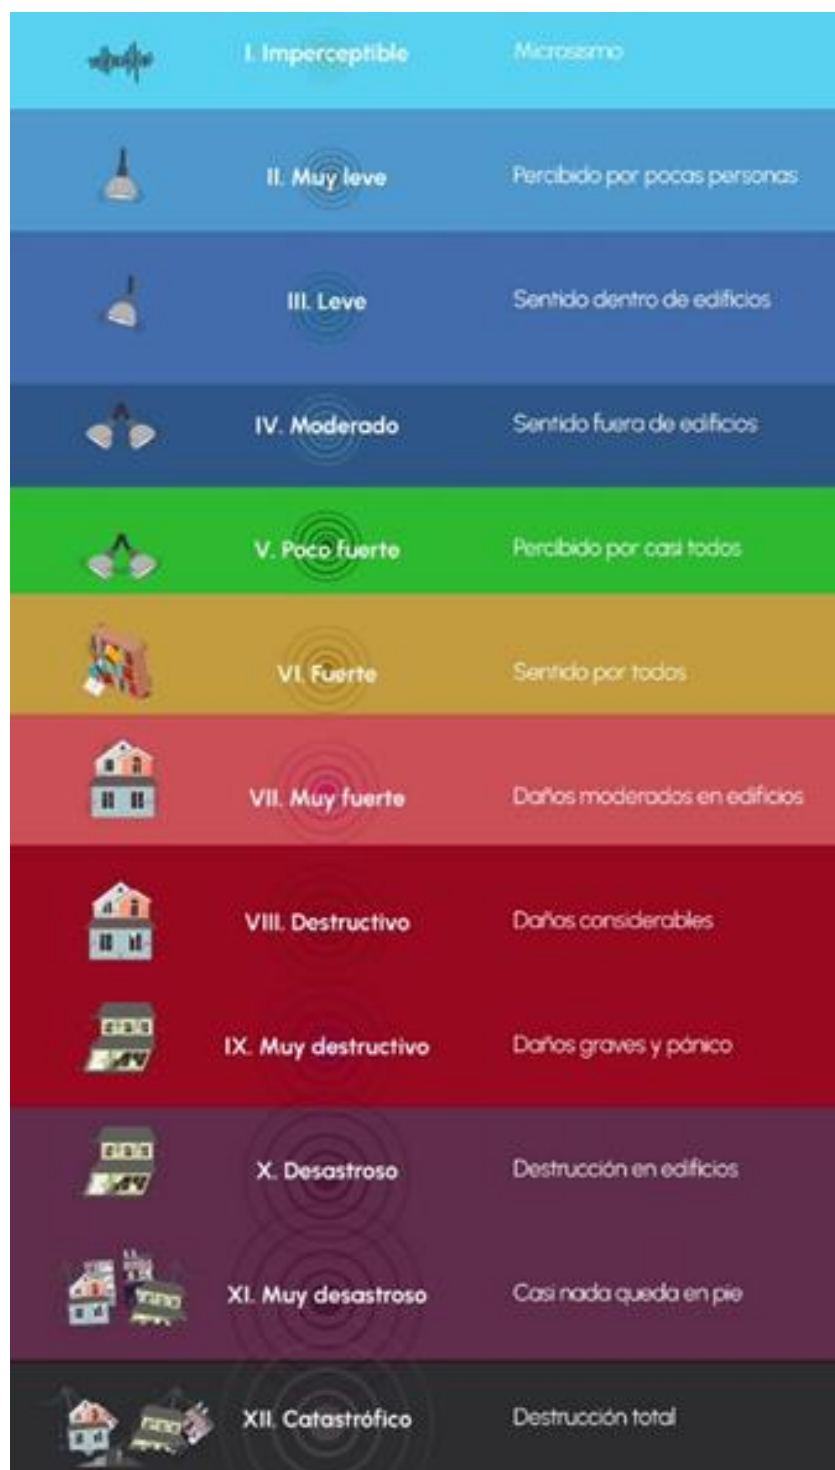 I. Imperceptible Microsismo
II. Muy leve Percibido por pocas personas
III. Leve Sentido dentro de edificios
IV. Moderado Sentido fuera de edificios
V. Poco fuerte Percibido por casi todos
VI. Fuerte Sentido por todos
VII. Muy fuerte Daños moderados en edificios
VIII. Destructivo Daños considerables
IX. Muy destructivo Daños graves y pánico
X. Desastroso Destrucción en edificios
XI. Muy desastroso Casi nada queda en pie
XII. Catastrófico Destrucción total